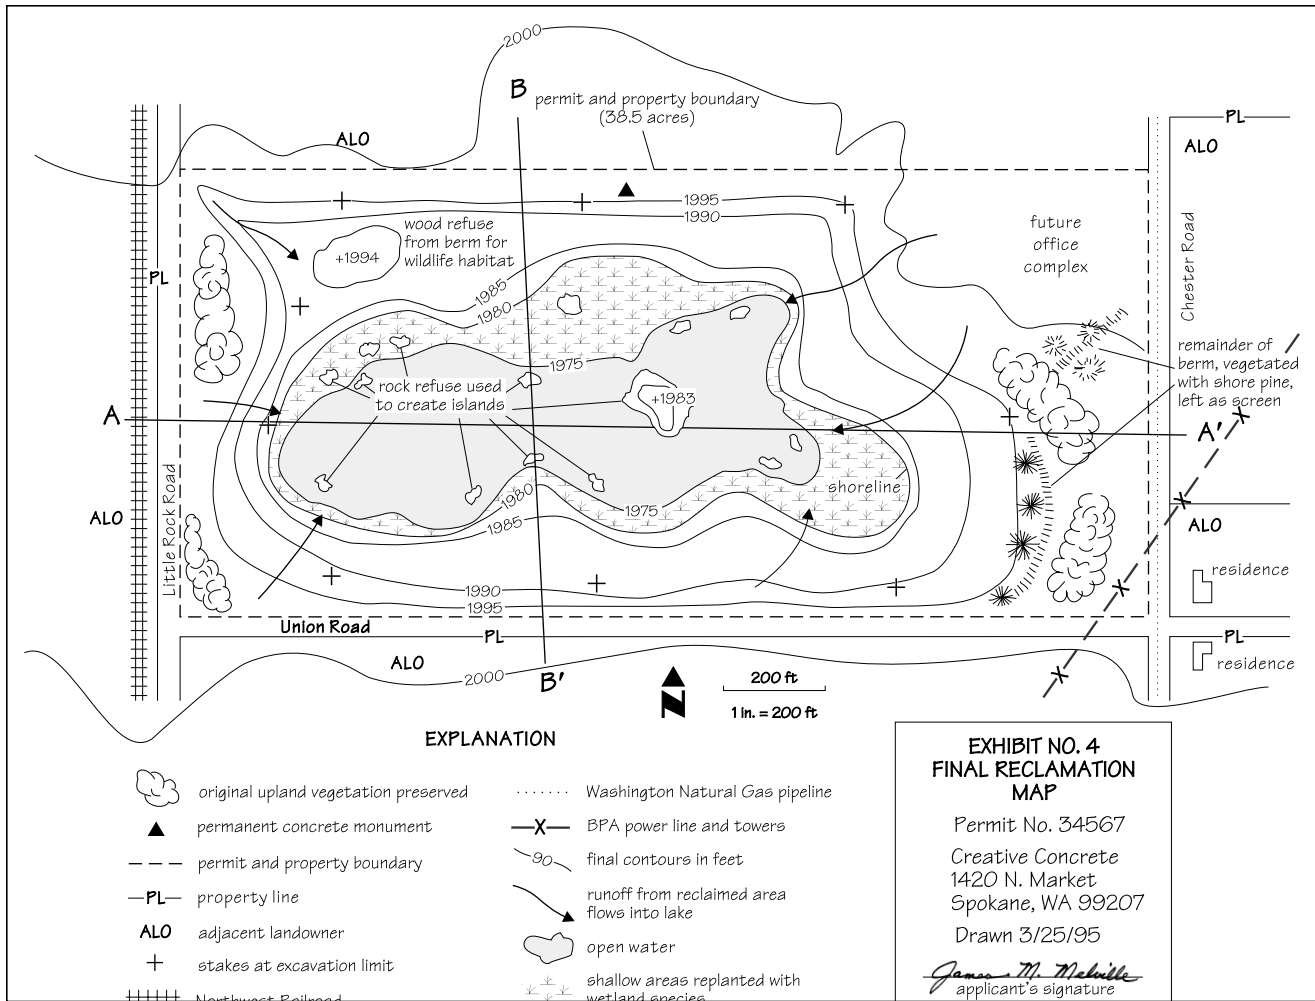 2000
B
permit and property boundary
(38.5 acres)
ALO
PL
ALO
1995
1990
wood refuse
from berm for
wildlife habitat
+1994
future
office
complex
Chester Road
PL
1985
1980
1975
remainder of
berm, vegetated
with shore pine,
left as screen
rock refuse used
to create islands
+1983
A
A'
shoreline
1980
1975
1985
ALO
Little Rock Road
ALO
residence
1990
1995
Union Road
PL
PL
ALO
residence
2000
B'
N
200 ft
1 in. = 200 ft
EXPLANATION
original upland vegetation preserved
permanent concrete monument
permit and property boundary
PL
property line
ALO
adjacent landowner
stakes at excavation limit
Northwest Railroad
Washington Natural Gas pipeline
X
BPA power line and towers
90
final contours in feet
runoff from reclaimed area
flows into lake
open water
shallow areas replanted with
wetland species
EXHIBIT NO. 4
FINAL RECLAMATION
MAP
Permit No. 34567
Creative Concrete
1420 N. Market
Spokane, WA 99207
Drawn 3/25/95
James M. Melville
applicant's signature